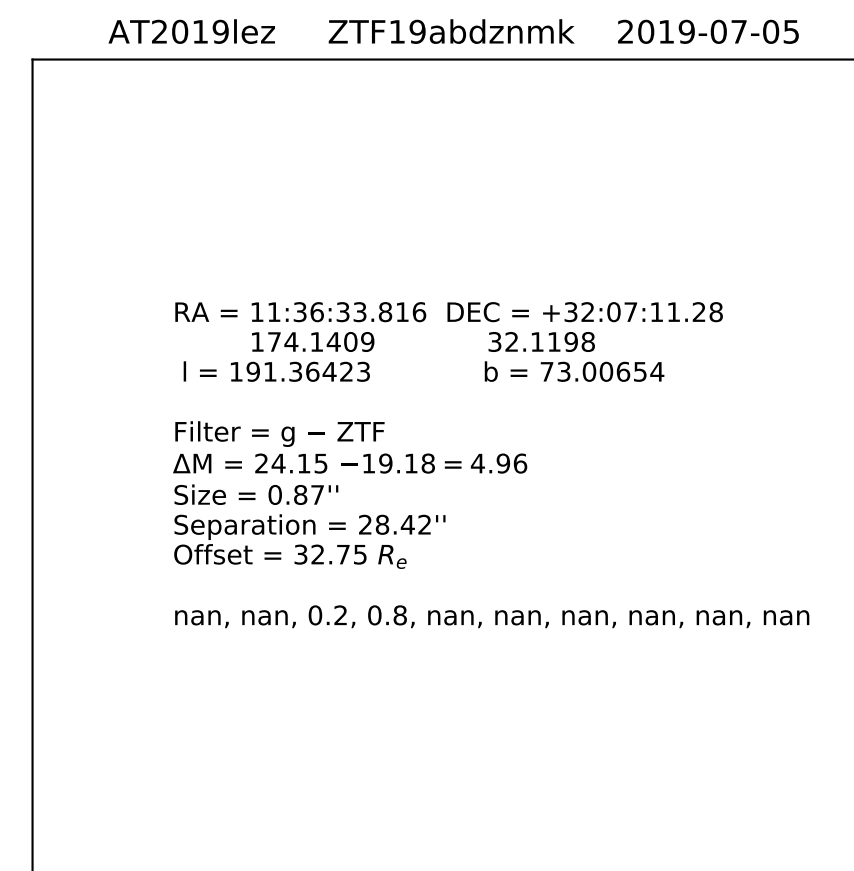 AT2019lez ZTF19abdznmk 2019-07-05
RA = 11:36:33.816 DEC = +32:07:11.28
174.1409 32.1198
l = 191.36423 b = 73.00654
Filter = g − ZTF
ΔM = 24.15 −19.18 = 4.96
Size = 0.87''
Separation = 28.42''
Offset = 32.75 Re
nan, nan, 0.2, 0.8, nan, nan, nan, nan, nan, nan